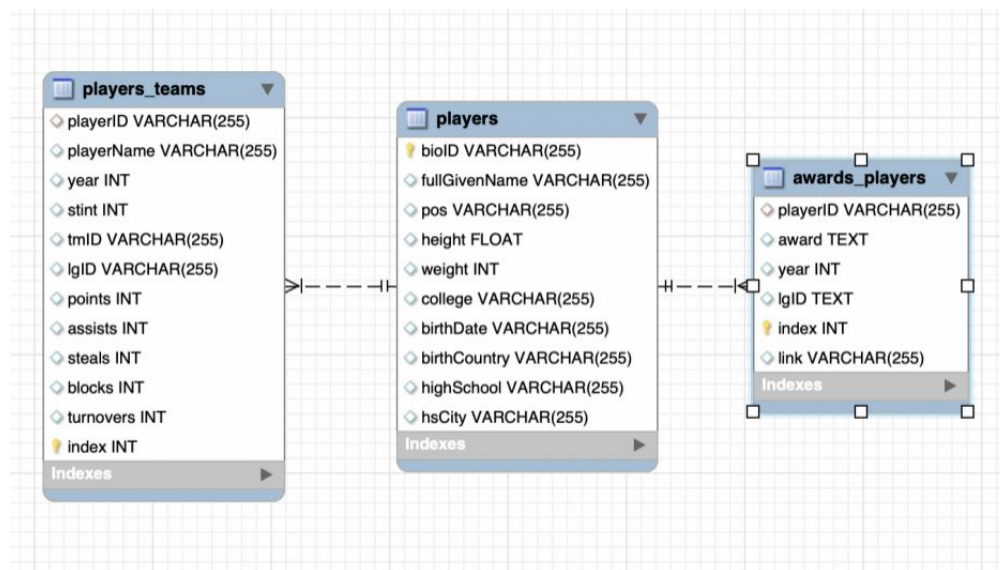 players_teams
playerID VARCHAR(255)
playerName VARCHAR(255)
year INT
stint INT
tmID VARCHAR(255)
lgID VARCHAR(255)
points INT
assists INT
steals INT
blocks INT
turnovers INT
index INT
Indexes
players
bioID VARCHAR(255)
fullGivenName VARCHAR(255)
pos VARCHAR(255)
height FLOAT
weight INT
college VARCHAR(255)
birthDate VARCHAR(255)
birthCountry VARCHAR(255)
highSchool VARCHAR(255)
hsCity VARCHAR(255)
Indexes
awards_players
playerID VARCHAR(255)
award TEXT
year INT
lgID TEXT
index INT
link VARCHAR(255)
Indexes